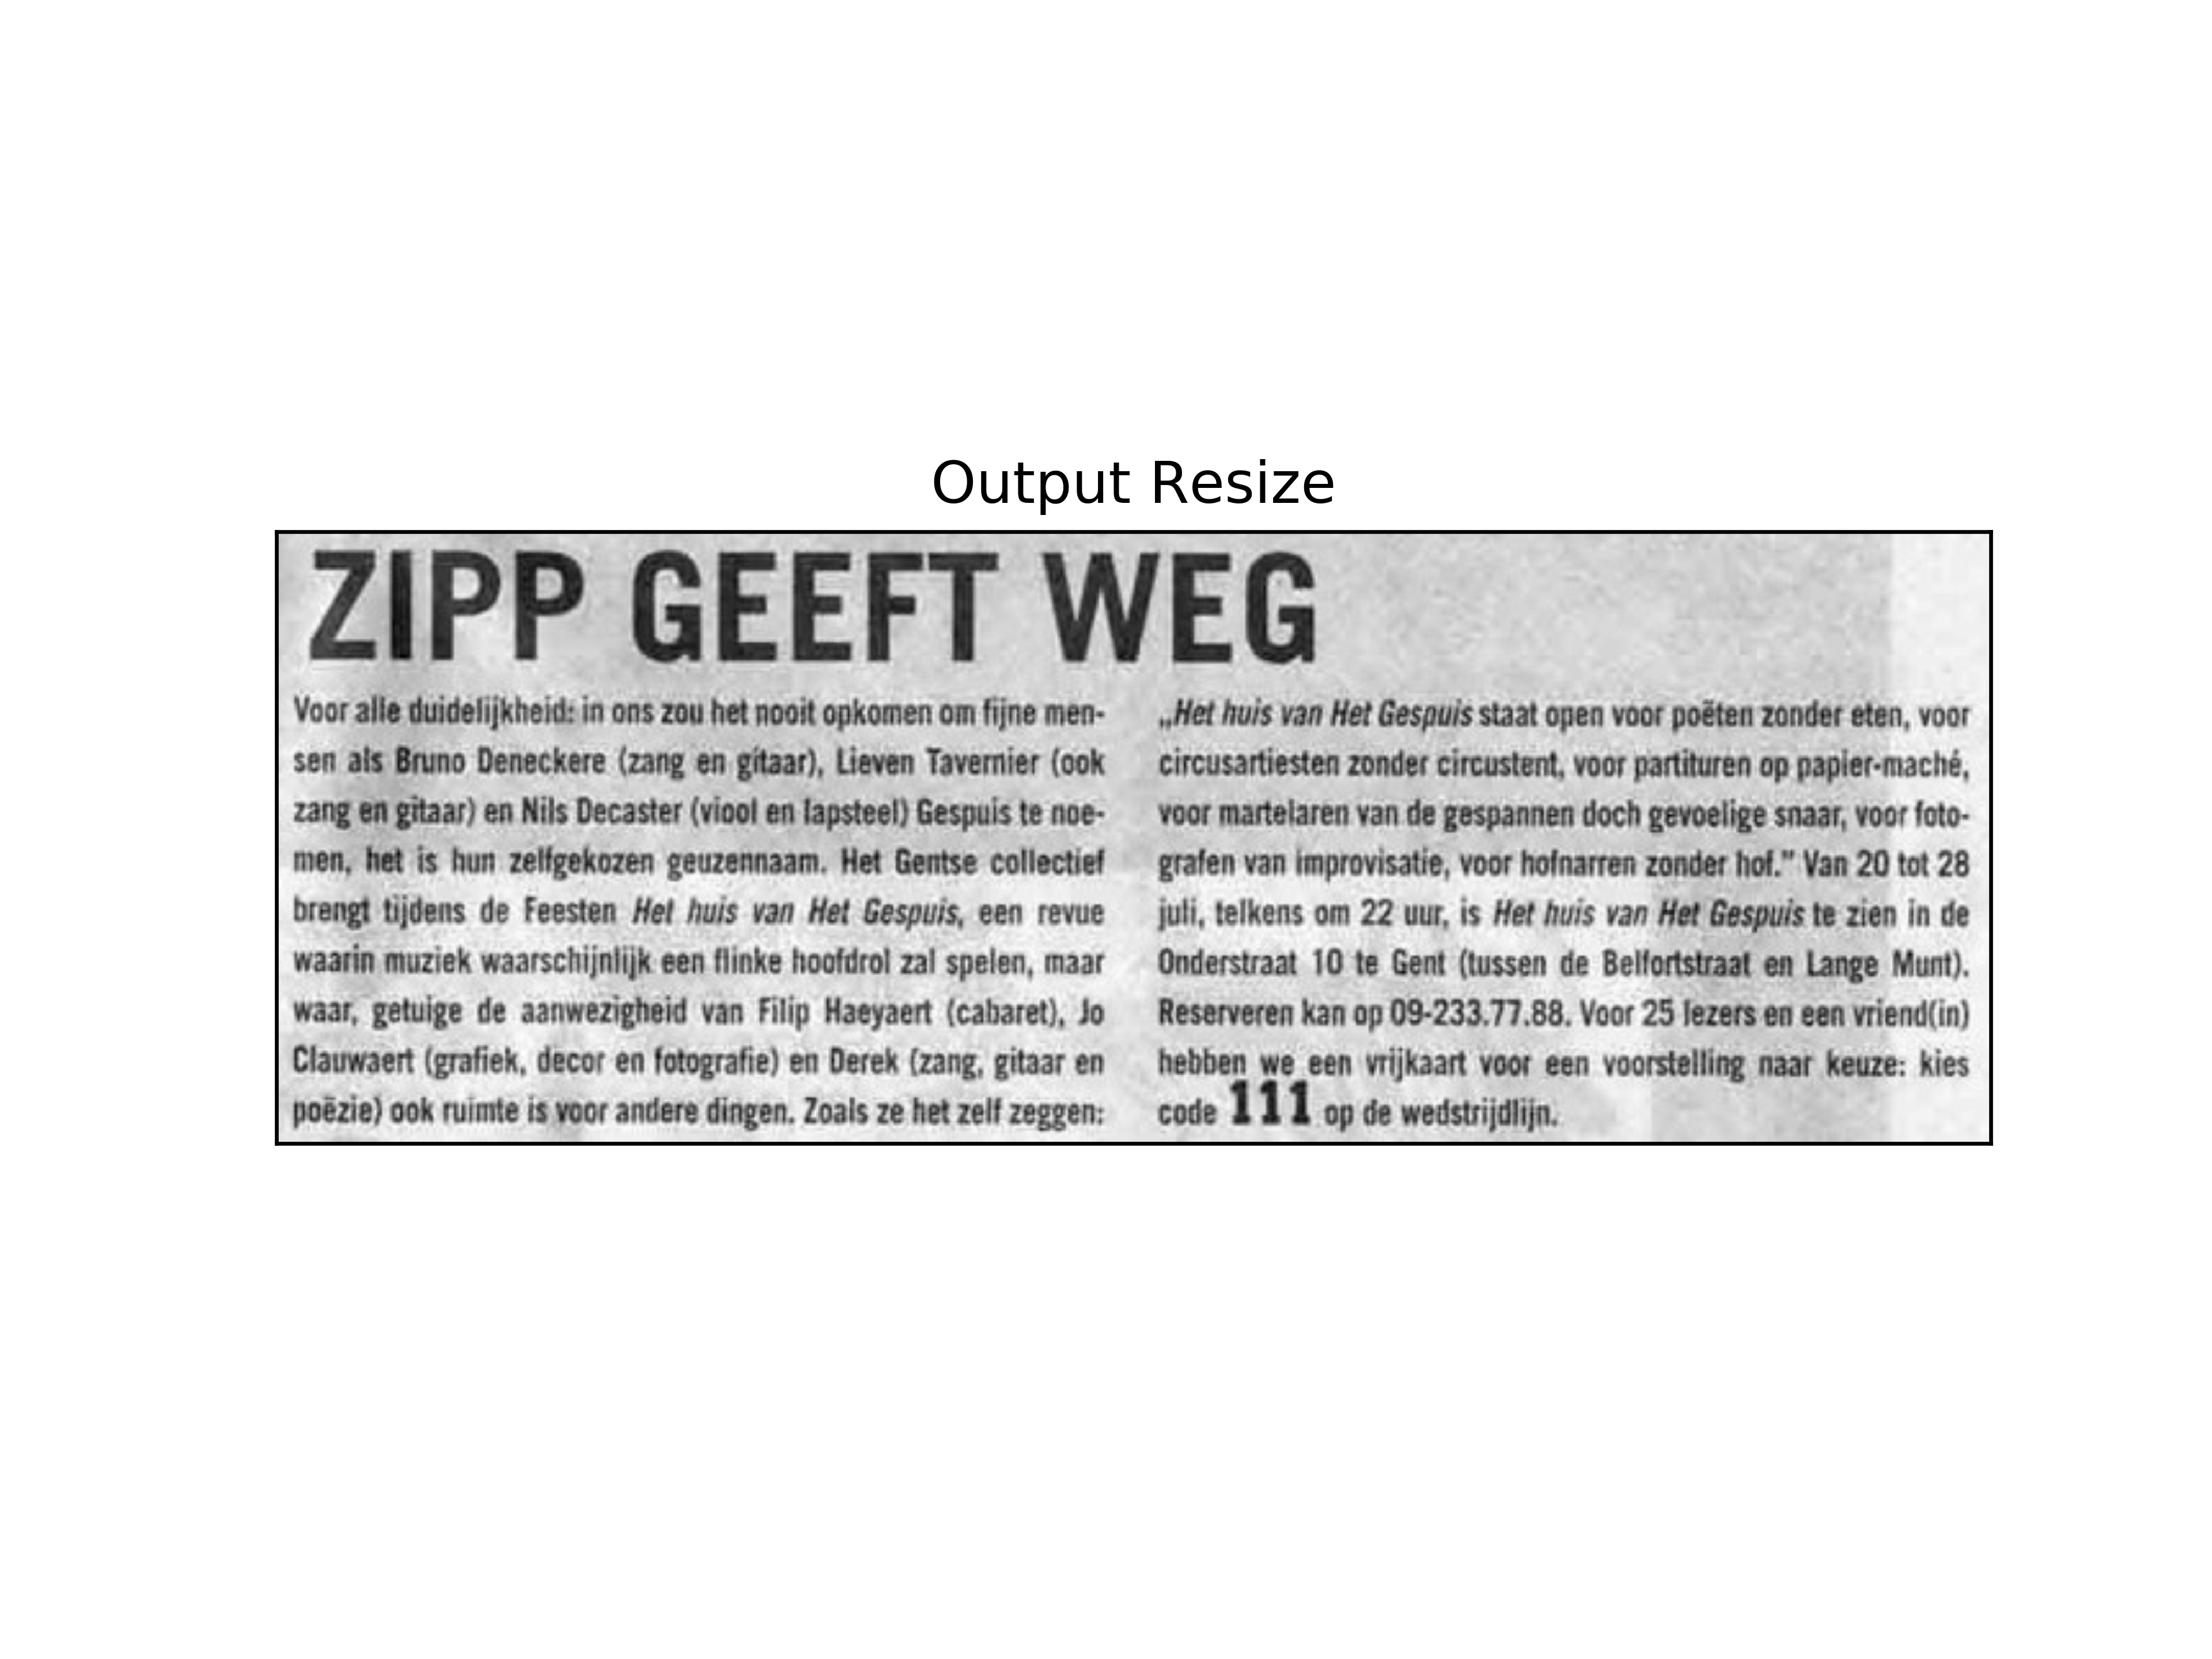 Output Resize
ZIPP GEEFT WEG
Voor alle duidelijkheid: in ons zou het nooit opkomen om fijne men-
sen als Bruno Deneckere (zang en gitaar), Lieven Tavernier (ook
zang en gitaar) en Nils Decaster (viool en lapsteel) Gespuis te noe-
men, het is hun zelfgekozen geuzennaam. Het Gentse collectief
brengt tijdens de Feesten Het huis van Het Gespuis, een revue
waarin muziek waarschijnlijk een flinke hoofdrol zal spelen, maar
waar, getuige de aanwezigheid van Filip Haeyaert (cabaret), Jo
Clauwaert (grafiek, decor en fotografie) en Derek (zang, gitaar en
poëzie) ook ruimte is voor andere dingen. Zoals ze het zelf zeggen:
„Het huis van Het Gespuis staat open voor poëten zonder eten, voor
circusartiesten zonder circustent, voor partituren op papier-maché,
voor martelaren van de gespannen doch gevoelige snaar, voor foto-
grafen van improvisatie, voor hofnarren zonder hof.” Van 20 tot 28
juli, telkens om 22 uur, is Het huis van Het Gespuis te zien in de
Onderstraat 10 te Gent (tussen de Belfortstraat en Lange Munt).
Reserveren kan op 09-233.77.88. Voor 25 lezers en een vriend(in)
hebben we een vrijkaart voor een voorstelling naar keuze: kies
code 111 op de wedstrijdlijn.